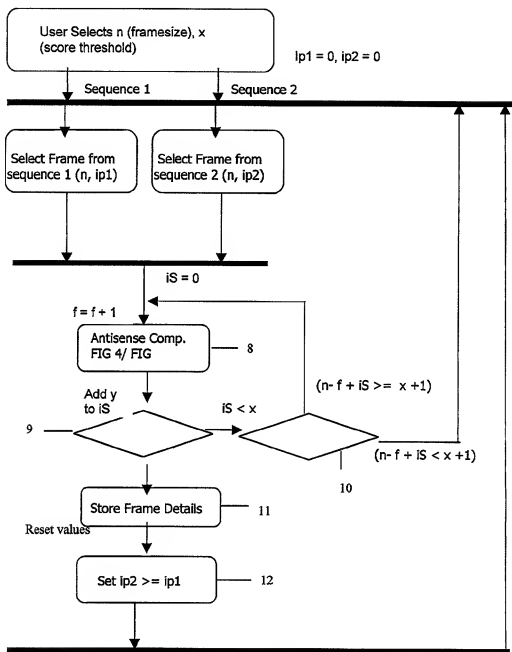 User Selects n (framesize), x
(score threshold)
Ip1 = 0, ip2 = 0
Sequence 1
Sequence 2
Select Frame from
sequence 1 (n, ip1)
Select Frame from
sequence 2 (n, ip2)
iS = 0
f = f + 1
Antisense Comp.
FIG 4/ FIG
8
(n- f + iS >= x +1)
Add y
to iS
iS < x
9
(n- f + iS < x +1)
10
Store Frame Details
11
Reset values
Set ip2 >= ip1
12